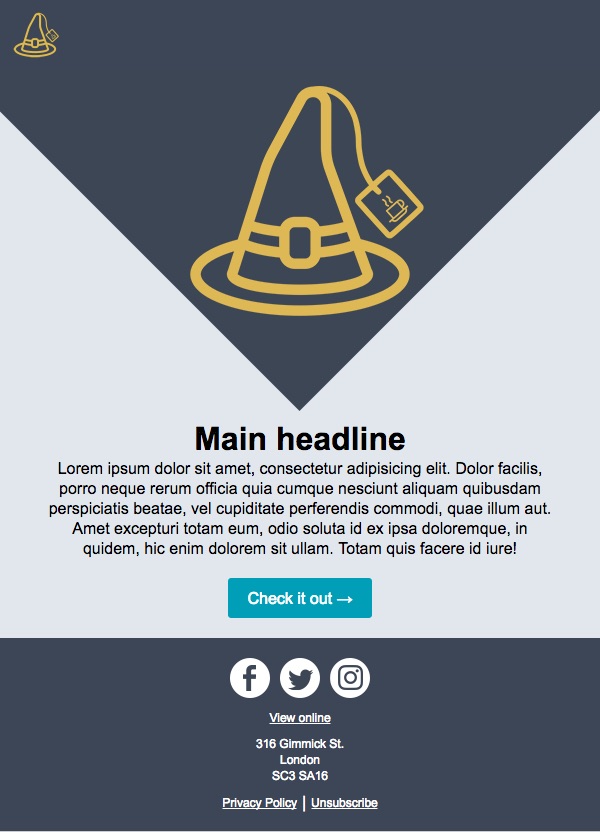 Main headline
Lorem ipsum dolor sit amet, consectetur adipisicing elit. Dolor facilis,
porro neque rerum officia quia cumque nesciunt aliquam quibusdam
perspiciatis beatae, vel cupiditate perferendis commodi, quae illum aut.
Amet excepturi totam eum, odio soluta id ex ipsa doloremque, in
quidem, hic enim dolorem sit ullam. Totam quis facere id iure!
Check it out →
View online
316 Gimmick St.
London
SC3 SA16
Privacy Policy | Unsubscribe